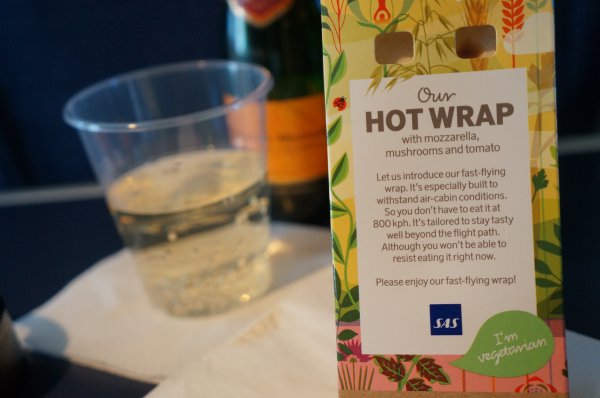 Our
HOT WRAP
with mozzarella,
mushrooms and tomato
Let us introduce our fast-flying
wrap. It's especially built to
withstand air-cabin conditions.
So you don't have to eat it at
800 kph. It's tailored to stay tasty
well beyond the flight path.
Although you won't be able to
resist eating it right now.
Please enjoy our fast-flying wrap!
SAS
I'm
vegetarian